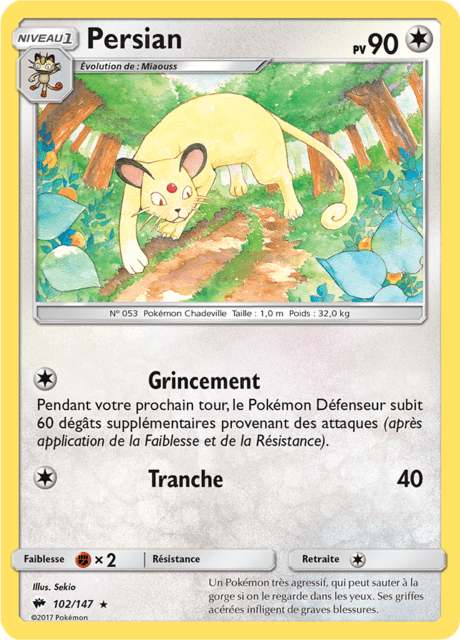 NIVEAU 1
Persian
PV 90
Évolution de : Miaouss
N° 053 Pokémon Chadeville Taille : 1,0 m Poids : 32,0 kg
Grincement
Pendant votre prochain tour, le Pokémon Défenseur subit
60 dégâts supplémentaires provenant des attaques (après
application de la Faiblesse et de la Résistance).
Tranche 40
Faiblesse × 2 Résistance Retraite
Illus. Sekio
102/147 ★
©2017 Pokémon
Un Pokémon très agressif, qui peut sauter à la
gorge si on le regarde dans les yeux. Ses griffes
acérées infligent de graves blessures.